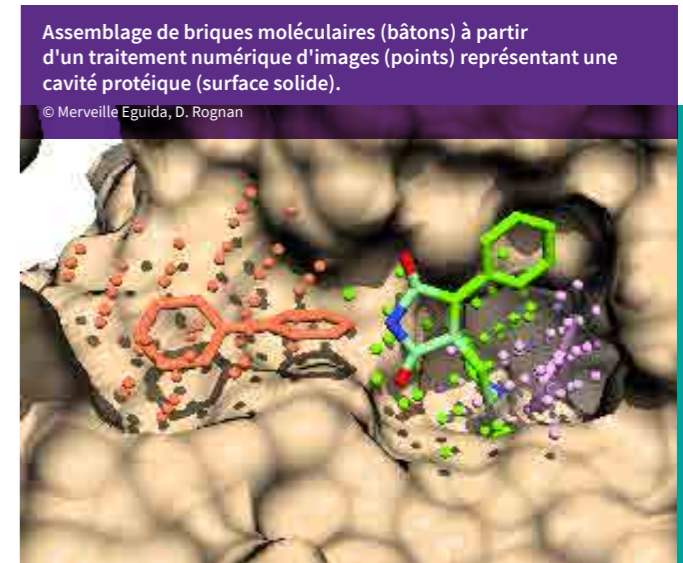 Assemblage de briques moléculaires (bâtons) à partir
d'un traitement numérique d'images (points) représentant une
cavité protéique (surface solide).
© Merveille Eguida, D. Rognan